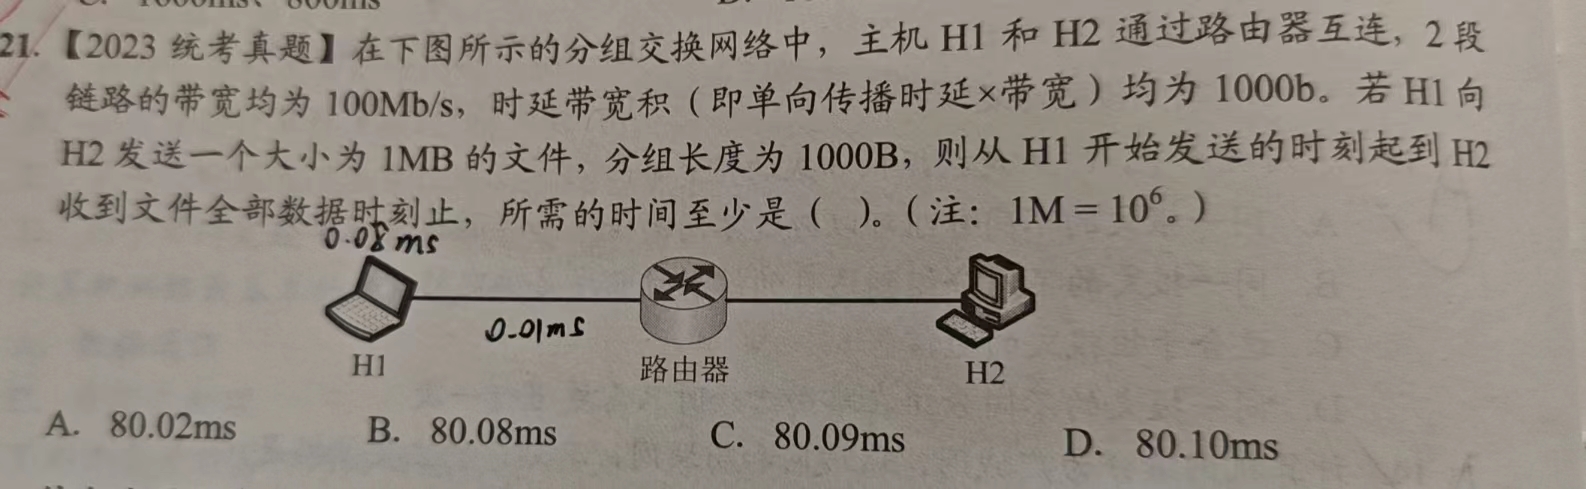 C. 1000ms、800ms
21.【2023 统考真题】在下图所示的分组交换网络中，主机 H1 和 H2 通过路由器互连，2 段
链路的带宽均为 100Mb/s，时延带宽积（即单向传播时延×带宽）均为 1000b。若 H1 向
H2 发送一个大小为 1MB 的文件，分组长度为 1000B，则从 H1 开始发送的时刻起到 H2
收到文件全部数据时刻止，所需的时间至少是（ ）。（注：1M = 10⁶。）
0.08ms
0.01ms
H1
路由器
H2
A. 80.02ms B. 80.08ms C. 80.09ms D. 80.10ms